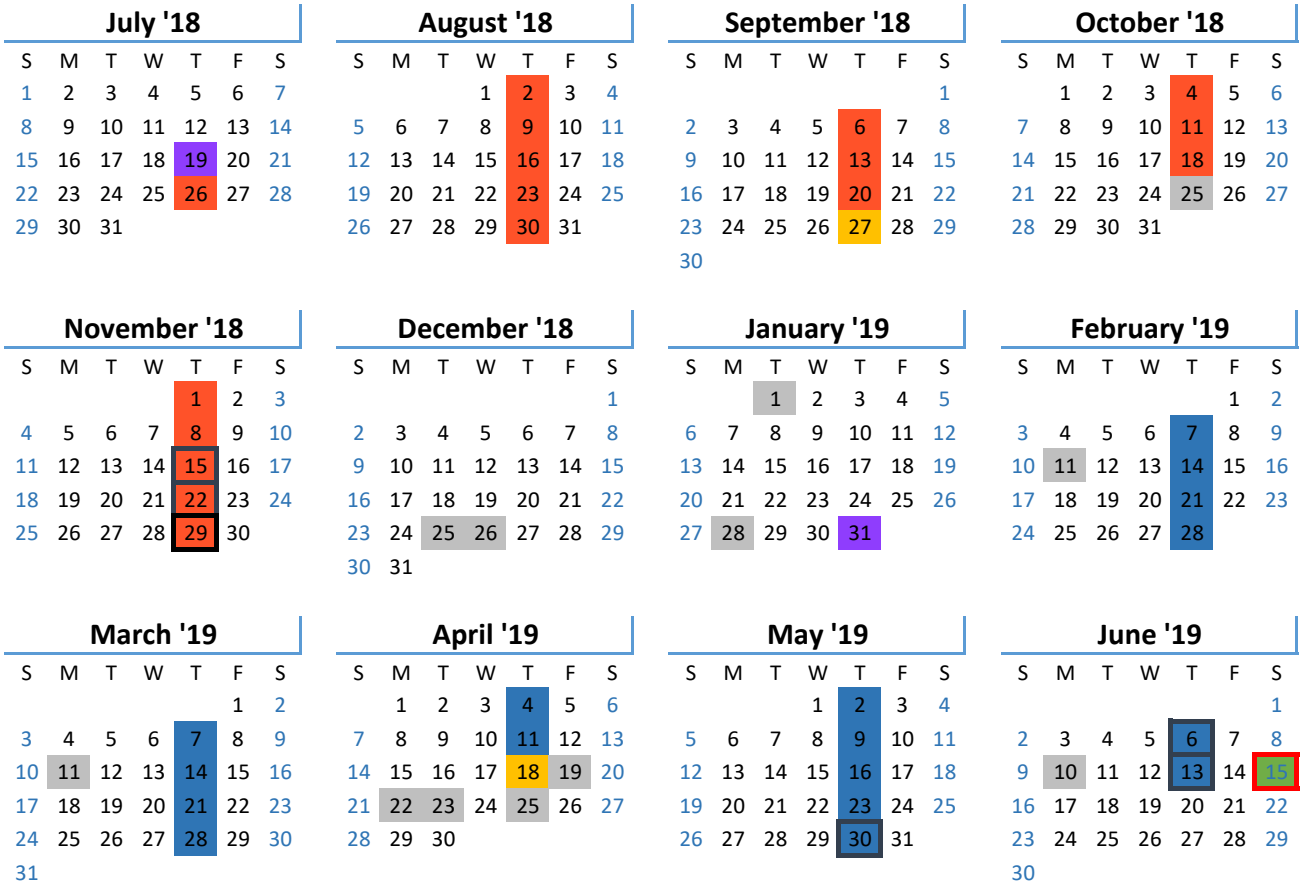 July '18
S M T W T F S
1 2 3 4 5 6 7
8 9 10 11 12 13 14
15 16 17 18 19 20 21
22 23 24 25 26 27 28
29 30 31
August '18
S M T W T F S
1 2 3 4
5 6 7 8 9 10 11
12 13 14 15 16 17 18
19 20 21 22 23 24 25
26 27 28 29 30 31
September '18
S M T W T F S
1
2 3 4 5 6 7 8
9 10 11 12 13 14 15
16 17 18 19 20 21 22
23 24 25 26 27 28 29
30
October '18
S M T W T F S
1 2 3 4 5 6
7 8 9 10 11 12 13
14 15 16 17 18 19 20
21 22 23 24 25 26 27
28 29 30 31
November '18
S M T W T F S
1 2 3
4 5 6 7 8 9 10
11 12 13 14 15 16 17
18 19 20 21 22 23 24
25 26 27 28 29 30
December '18
S M T W T F S
1
2 3 4 5 6 7 8
9 10 11 12 13 14 15
16 17 18 19 20 21 22
23 24 25 26 27 28 29
30 31
January '19
S M T W T F S
1 2 3 4 5
6 7 8 9 10 11 12
13 14 15 16 17 18 19
20 21 22 23 24 25 26
27 28 29 30 31
February '19
S M T W T F S
1 2
3 4 5 6 7 8 9
10 11 12 13 14 15 16
17 18 19 20 21 22 23
24 25 26 27 28
March '19
S M T W T F S
1 2
3 4 5 6 7 8 9
10 11 12 13 14 15 16
17 18 19 20 21 22 23
24 25 26 27 28 29 30
31
April '19
S M T W T F S
1 2 3 4 5 6
7 8 9 10 11 12 13
14 15 16 17 18 19 20
21 22 23 24 25 26 27
28 29 30
May '19
S M T W T F S
1 2 3 4
5 6 7 8 9 10 11
12 13 14 15 16 17 18
19 20 21 22 23 24 25
26 27 28 29 30 31
June '19
S M T W T F S
1
2 3 4 5 6 7 8
9 10 11 12 13 14 15
16 17 18 19 20 21 22
23 24 25 26 27 28 29
30